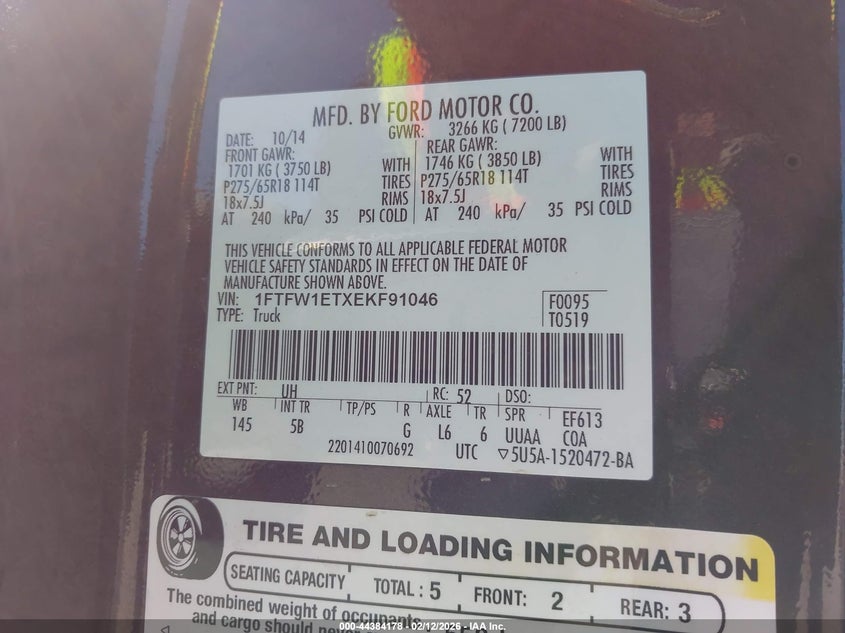 MFD. BY FORD MOTOR CO.
DATE: 10/14 GVWR: 3266 KG ( 7200 LB)
FRONT GAWR: REAR GAWR:
1701 KG ( 3750 LB) WITH 1746 KG ( 3850 LB) WITH
P275/65R18 114T TIRES P275/65R18 114T TIRES
18x7.5J RIMS 18x7.5J RIMS
AT 240 kPa/ 35 PSI COLD AT 240 kPa/ 35 PSI COLD
THIS VEHICLE CONFORMS TO ALL APPLICABLE FEDERAL MOTOR
VEHICLE SAFETY STANDARDS IN EFFECT ON THE DATE OF
MANUFACTURE SHOWN ABOVE.
VIN: 1FTFW1ETXEKF91046 F0095
TYPE: Truck T0519
EXT PNT: UH RC: 52 DSO:
WB INT TR TP/PS R AXLE TR SPR EF613
145 5B G L6 6 UUAA COA
2201410070692 UTC ▽5U5A-1520472-BA
TIRE AND LOADING INFORMATION
SEATING CAPACITY TOTAL : 5 FRONT: 2 REAR: 3
The combined weight of occupants
and cargo should never
000-44384178 - 02/12/2026 - IAA Inc.